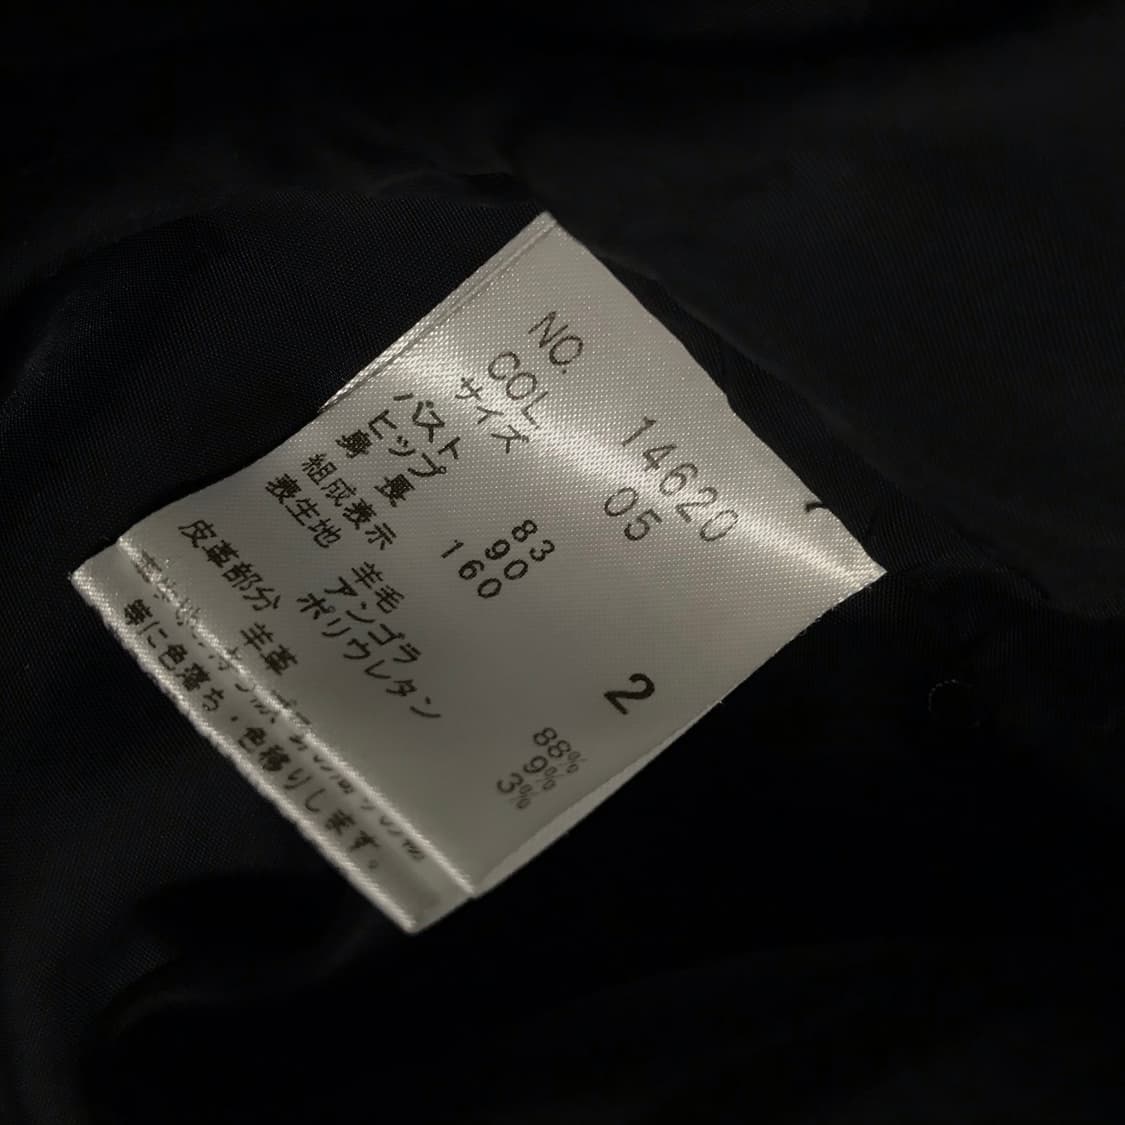 NO. 14620
COL 05
サイズ 2
バスト 83
ヒップ 90
身長 160
組成表示
表生地 羊毛 88%
アンゴラ 9%
ポリウレタン 3%
皮革部分 羊革
等に色落ち・色移りします。